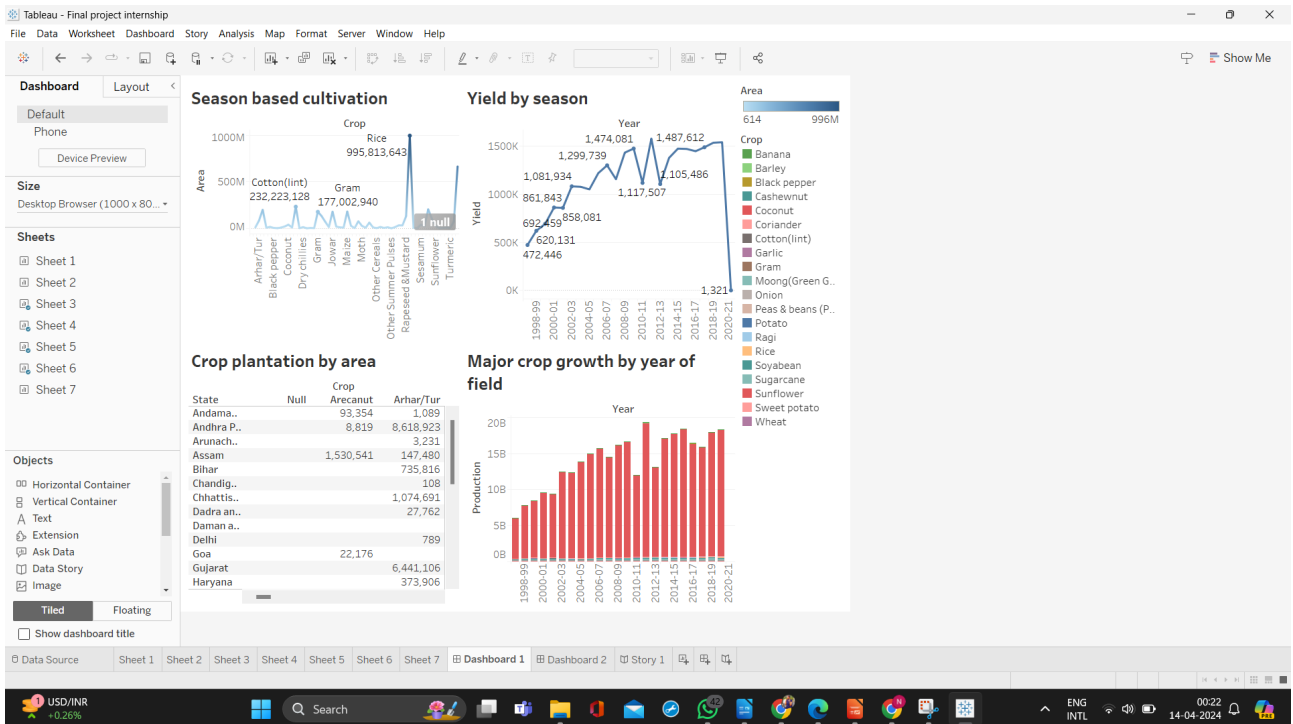 Tableau - Final project internship
File Data Worksheet Dashboard Story Analysis Map Format Server Window Help
Show Me
Dashboard Layout
Default
Phone
Device Preview
Size
Desktop Browser (1000 x 80...
Sheets
Sheet 1
Sheet 2
Sheet 3
Sheet 4
Sheet 5
Sheet 6
Sheet 7
Objects
Horizontal Container
Vertical Container
Text
Extension
Ask Data
Data Story
Image
Tiled Floating
Show dashboard title
Season based cultivation
Crop
Area
1000M
500M
0M
Rice
995,813,643
Cotton(lint)
232,223,128
Gram
177,002,940
1 null
Arhar/Tur
Black pepper
Coconut
Dry chillies
Gram
Jowar
Maize
Moth
Other Cereals
Other Summer Pulses
Rapeseed &Mustard
Sesamum
Sunflower
Turmeric
Yield by season
Year
Yield
1500K
1000K
500K
0K
1,474,081
1,487,612
1,299,739
1,081,934
1,105,486
1,117,507
861,843
858,081
692,459
620,131
472,446
1,321
1998-99
2000-01
2002-03
2004-05
2006-07
2008-09
2010-11
2012-13
2014-15
2016-17
2018-19
2020-21
Area
614 996M
Crop
Banana
Barley
Black pepper
Cashewnut
Coconut
Coriander
Cotton(lint)
Garlic
Gram
Moong(Green G..
Onion
Peas & beans (P..
Potato
Ragi
Rice
Soyabean
Sugarcane
Sunflower
Sweet potato
Wheat
Crop plantation by area
Crop
State Null Arecanut Arhar/Tur
Andama.. 93,354 1,089
Andhra P.. 8,819 8,618,923
Arunach.. 3,231
Assam 1,530,541 147,480
Bihar 735,816
Chandig.. 108
Chhattis.. 1,074,691
Dadra an.. 27,762
Daman a..
Delhi 789
Goa 22,176
Gujarat 6,441,106
Haryana 373,906
Major crop growth by year of
field
Year
Production
20B
15B
10B
5B
0B
1998-99
2000-01
2002-03
2004-05
2006-07
2008-09
2010-11
2012-13
2014-15
2016-17
2018-19
2020-21
Data Source Sheet 1 Sheet 2 Sheet 3 Sheet 4 Sheet 5 Sheet 6 Sheet 7 Dashboard 1 Dashboard 2 Story 1
1
USD/INR
+0.26%
Search
ENG
INTL
00:22
14-04-2024
PRE